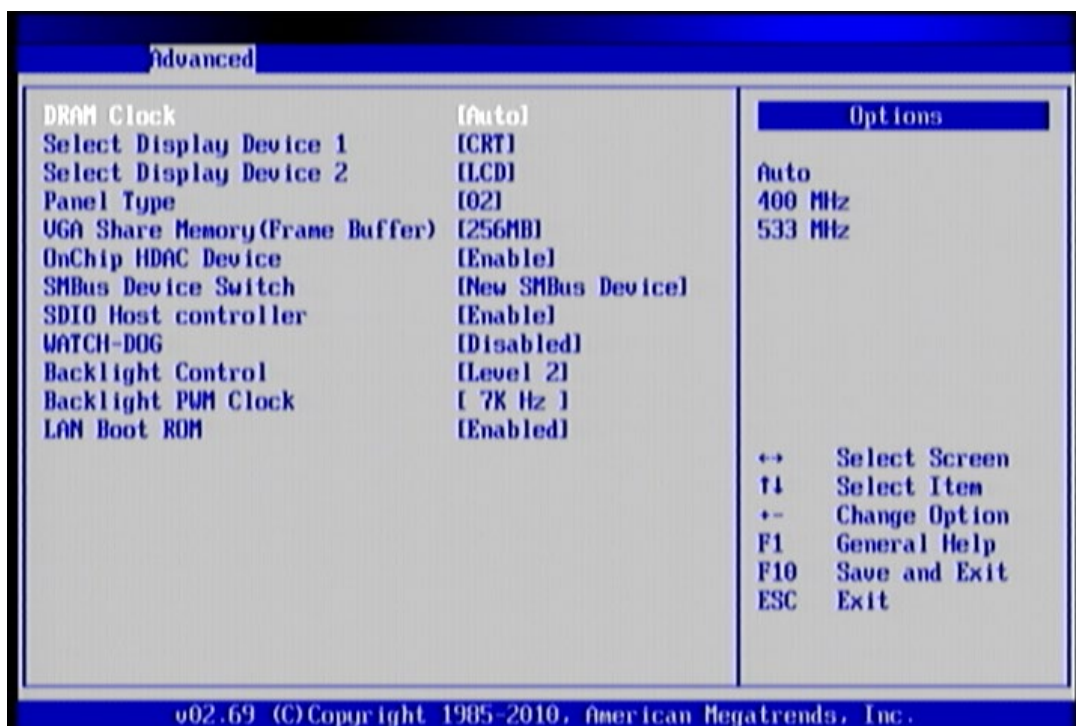 Advanced
DRAM Clock [Auto]
Select Display Device 1 [CRT]
Select Display Device 2 [LCD]
Panel Type [02]
VGA Share Memory(Frame Buffer) [256MB]
OnChip HDAC Device [Enable]
SMBus Device Switch [New SMBus Device]
SDIO Host controller [Enable]
WATCH-DOG [Disabled]
Backlight Control [Level 2]
Backlight PWM Clock [ 7K Hz ]
LAN Boot ROM [Enabled]
Options
Auto
400 MHz
533 MHz
↔ Select Screen
↑↓ Select Item
+- Change Option
F1 General Help
F10 Save and Exit
ESC Exit
v02.69 (C)Copyright 1985-2010, American Megatrends, Inc.